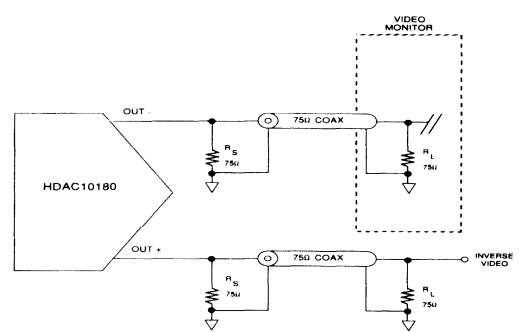 VIDEO
MONITOR
OUT -
75Ω COAX
R S
75Ω
R L
75Ω
HDAC10180
OUT +
75Ω COAX
INVERSE
VIDEO
R S
75Ω
R L
75Ω